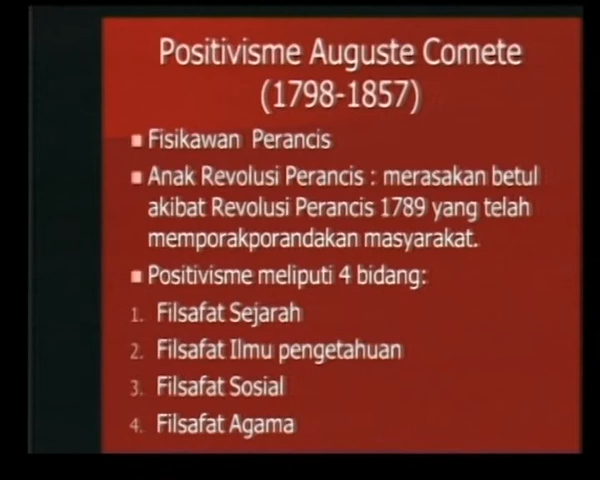 Positivisme Auguste Comete
(1798-1857)
Fisikawan Perancis
Anak Revolusi Perancis : merasakan betul
akibat Revolusi Perancis 1789 yang telah
memporakporandakan masyarakat.
Positivisme meliputi 4 bidang:
1. Filsafat Sejarah
2. Filsafat Ilmu pengetahuan
3. Filsafat Sosial
4. Filsafat Agama